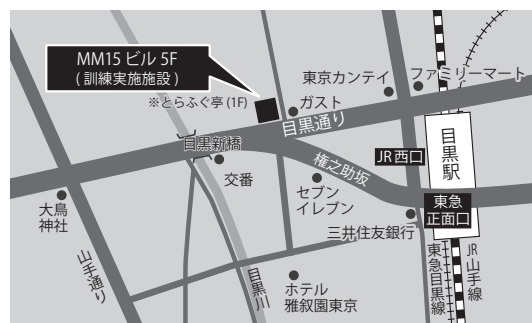 MM15 ビル 5F
( 訓練実施施設 )
※とらふぐ亭 (1F)
ガスト
東京カンテイ
ファミリーマート
目黒通り
目黒新橋
交番
権之助坂
JR 西口
目黒駅
東急
正面口
セブン
イレブン
三井住友銀行
大鳥
神社
山手通り
目黒川
ホテル
雅叙園東京
東急目黒線
JR
山手線